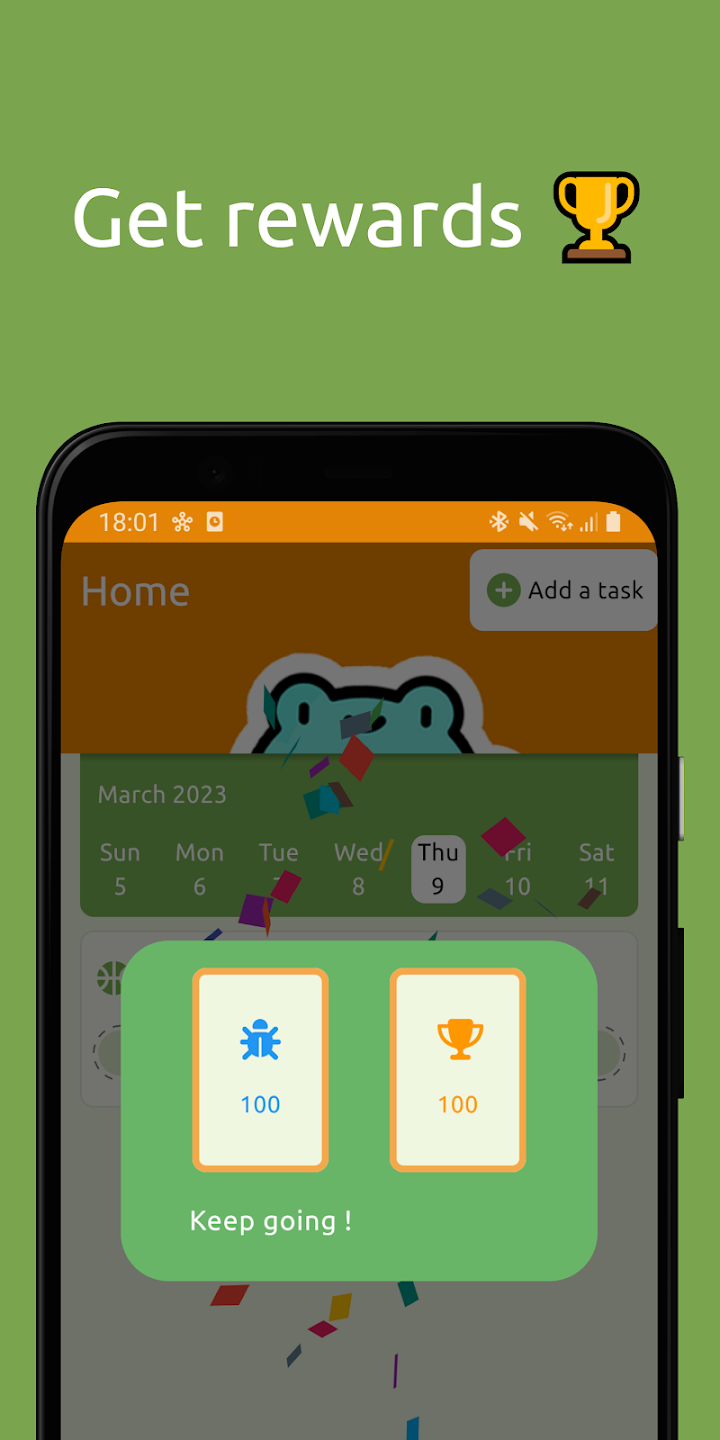 Get rewards
18:01
Home
Add a task
March 2023
Sun Mon Tue Wed Thu Fri Sat
5 6 7 8 9 10 11
100 100
Keep going !